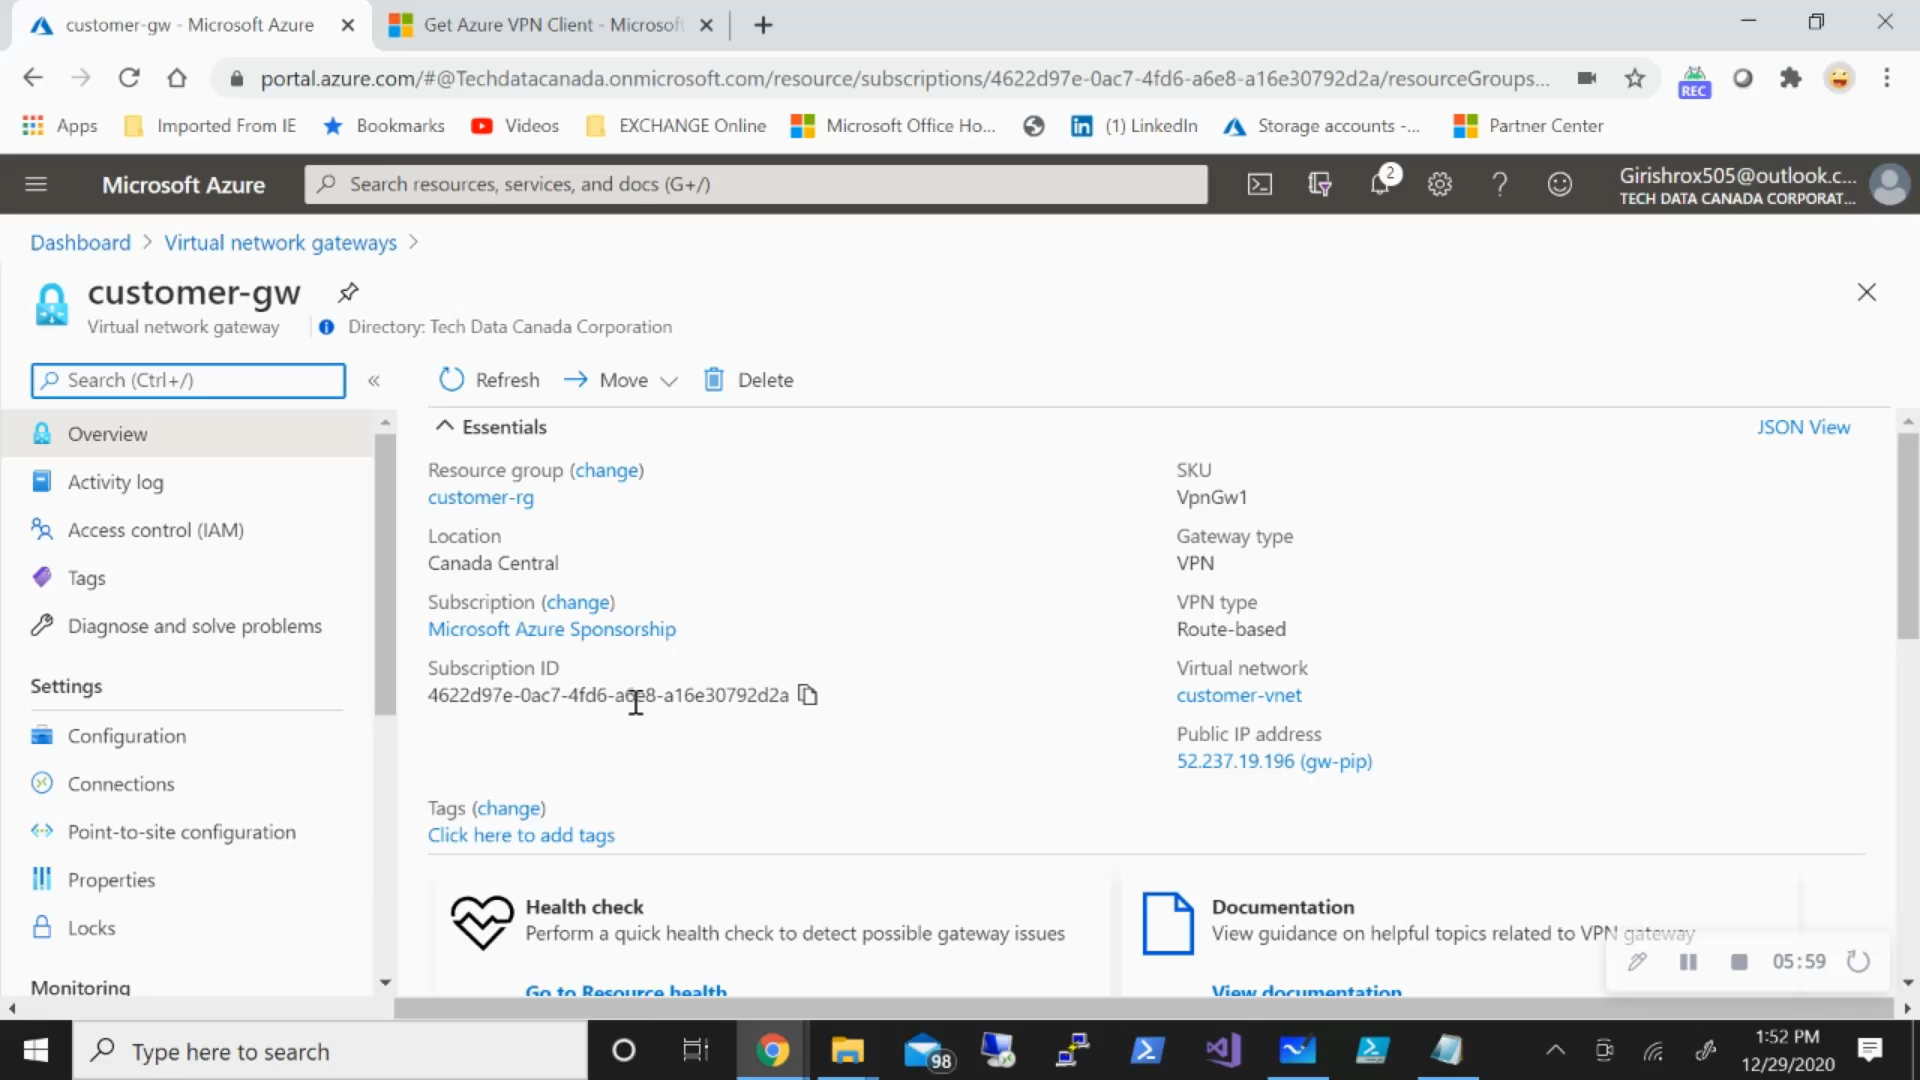 customer-gw - Microsoft Azure
Get Azure VPN Client - Microsoft
portal.azure.com/#@Techdatacanada.onmicrosoft.com/resource/subscriptions/4622d97e-0ac7-4fd6-a6e8-a16e30792d2a/resourceGroups...
REC
Apps
Imported From IE
Bookmarks
Videos
EXCHANGE Online
Microsoft Office Ho...
(1) LinkedIn
Storage accounts -...
Partner Center
Microsoft Azure
Search resources, services, and docs (G+/)
2
Girishrox505@outlook.c...
TECH DATA CANADA CORPORAT...
Dashboard > Virtual network gateways >
customer-gw
Virtual network gateway
Directory: Tech Data Canada Corporation
Search (Ctrl+/)
«
Refresh
Move
Delete
Overview
Activity log
Access control (IAM)
Tags
Diagnose and solve problems
Settings
Configuration
Connections
Point-to-site configuration
Properties
Locks
Monitoring
Essentials
JSON View
Resource group (change)
customer-rg
Location
Canada Central
Subscription (change)
Microsoft Azure Sponsorship
Subscription ID
4622d97e-0ac7-4fd6-a6e8-a16e30792d2a
SKU
VpnGw1
Gateway type
VPN
VPN type
Route-based
Virtual network
customer-vnet
Public IP address
52.237.19.196 (gw-pip)
Tags (change)
Click here to add tags
Health check
Perform a quick health check to detect possible gateway issues
Go to Resource health
Documentation
View guidance on helpful topics related to VPN gateway
View documentation
05:59
Type here to search
98
1:52 PM
12/29/2020